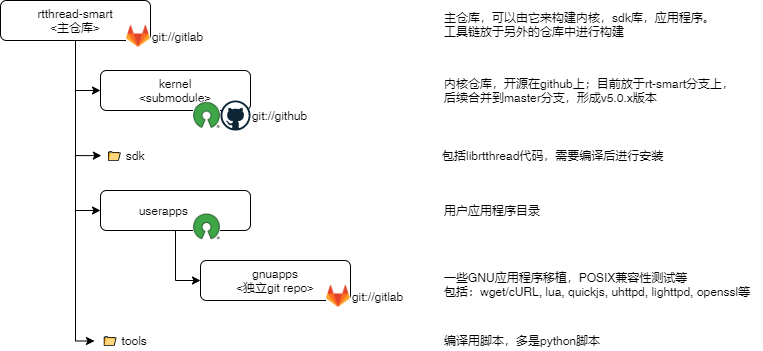 rtthread-smart
<主仓库>
git://gitlab
主仓库，可以由它来构建内核，sdk库，应用程序。
工具链放于另外的仓库中进行构建
kernel
<submodule>
git://github
内核仓库，开源在github上；目前放于rt-smart分支上，
后续合并到master分支，形成v5.0.x版本
sdk
包括librtthread代码，需要编译后进行安装
userapps
用户应用程序目录
gnuapps
<独立git repo>
git://gitlab
一些GNU应用程序移植，POSIX兼容性测试等
包括：wget/cURL, lua, quickjs, uhttpd, lighttpd, openssl等
tools
编译用脚本，多是python脚本